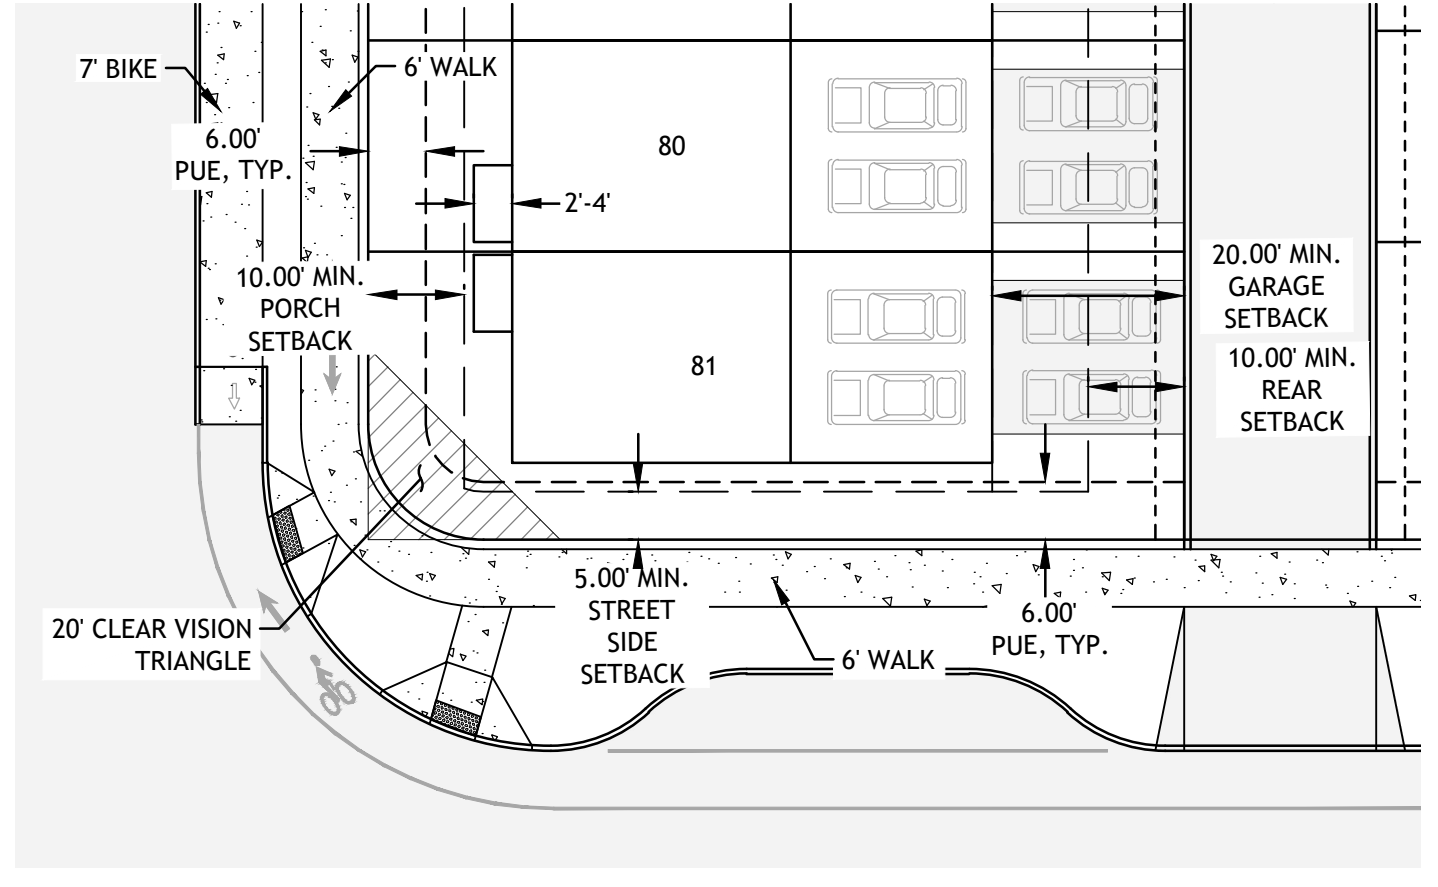 7' BIKE
6' WALK
6.00'
PUE, TYP.
80
2'-4'
10.00' MIN.
PORCH
SETBACK
20.00' MIN.
GARAGE
SETBACK
81
10.00' MIN.
REAR
SETBACK
20' CLEAR VISION
TRIANGLE
5.00' MIN.
STREET
SIDE
SETBACK
6' WALK
6.00'
PUE, TYP.